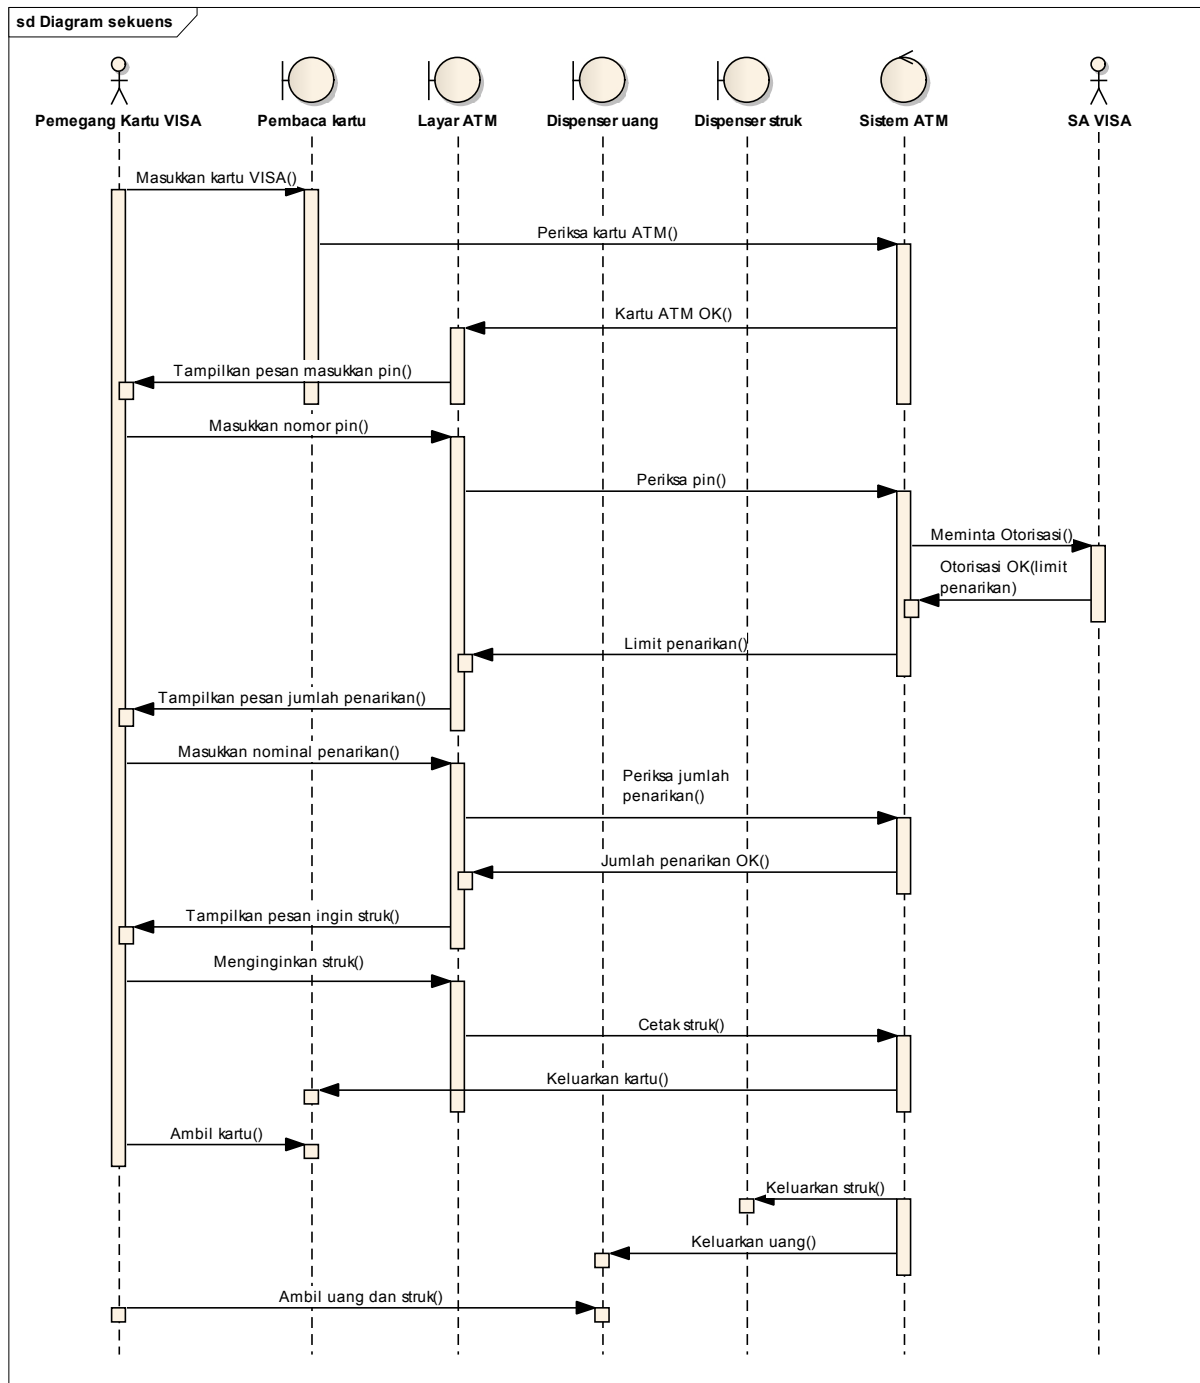 sd Diagram sekuens
Pemegang Kartu VISA
Pembaca kartu
Layar ATM
Dispenser uang
Dispenser struk
Sistem ATM
SA VISA
Masukkan kartu VISA()
Periksa kartu ATM()
Kartu ATM OK()
Tampilkan pesan masukkan pin()
Masukkan nomor pin()
Periksa pin()
Meminta Otorisasi()
Otorisasi OK(limit
penarikan)
Limit penarikan()
Tampilkan pesan jumlah penarikan()
Masukkan nominal penarikan()
Periksa jumlah
penarikan()
Jumlah penarikan OK()
Tampilkan pesan ingin struk()
Menginginkan struk()
Cetak struk()
Keluarkan kartu()
Ambil kartu()
Keluarkan struk()
Keluarkan uang()
Ambil uang dan struk()